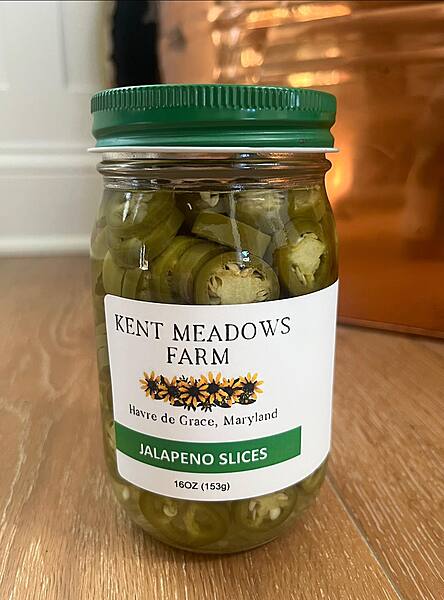 KENT MEADOWS
FARM
Havre de Grace, Maryland
JALAPENO SLICES
16OZ (153g)